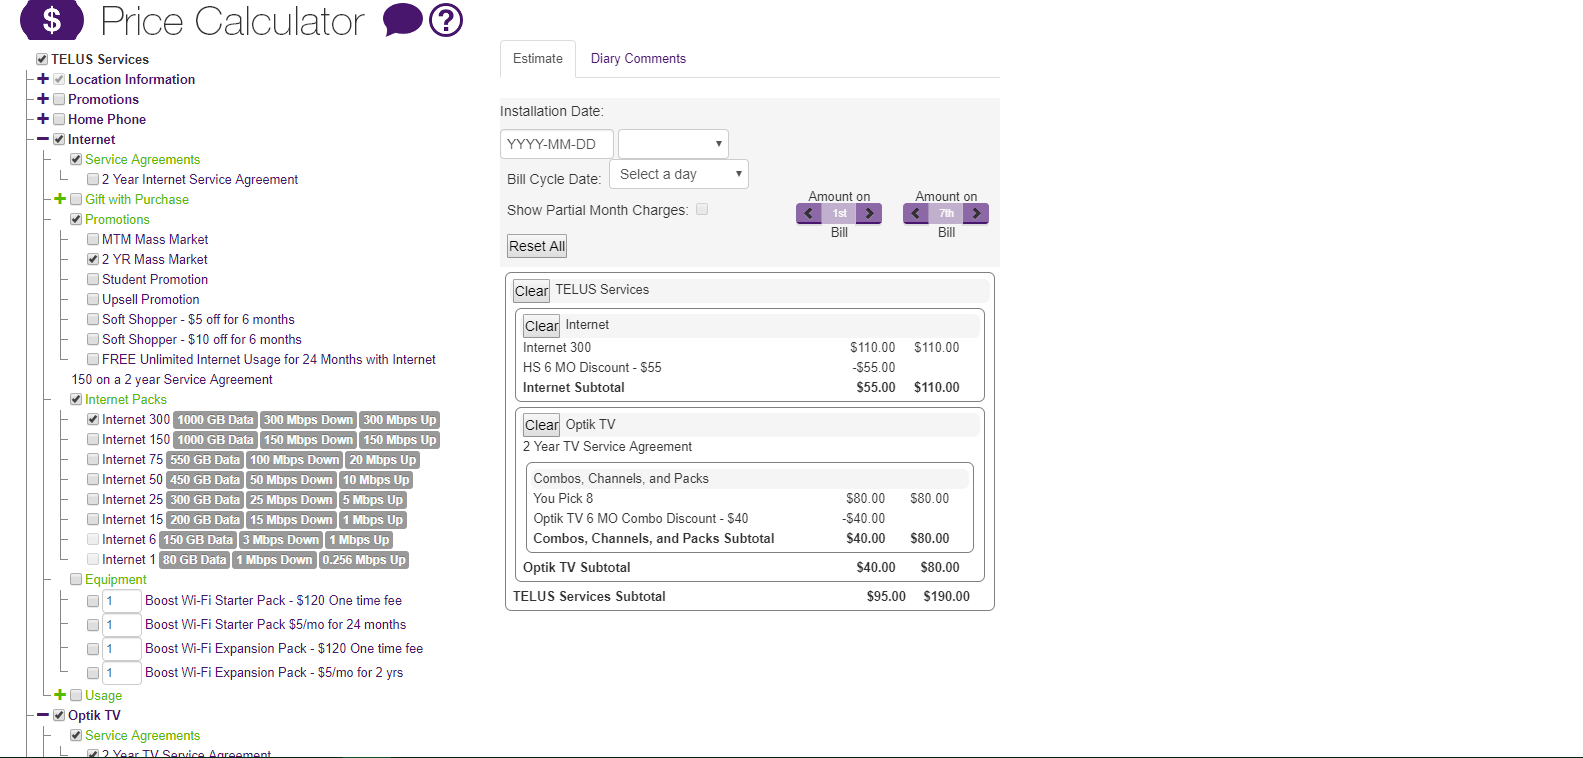 $ Price Calculator ?
TELUS Services
Location Information
Promotions
Home Phone
Internet
Service Agreements
2 Year Internet Service Agreement
Gift with Purchase
Promotions
MTM Mass Market
2 YR Mass Market
Student Promotion
Upsell Promotion
Soft Shopper - $5 off for 6 months
Soft Shopper - $10 off for 6 months
FREE Unlimited Internet Usage for 24 Months with Internet
150 on a 2 year Service Agreement
Internet Packs
Internet 300 1000 GB Data 300 Mbps Down 300 Mbps Up
Internet 150 1000 GB Data 150 Mbps Down 150 Mbps Up
Internet 75 550 GB Data 100 Mbps Down 20 Mbps Up
Internet 50 450 GB Data 50 Mbps Down 10 Mbps Up
Internet 25 300 GB Data 25 Mbps Down 5 Mbps Up
Internet 15 200 GB Data 15 Mbps Down 1 Mbps Up
Internet 6 150 GB Data 3 Mbps Down 1 Mbps Up
Internet 1 80 GB Data 1 Mbps Down 0.256 Mbps Up
Equipment
1 Boost Wi-Fi Starter Pack - $120 One time fee
1 Boost Wi-Fi Starter Pack $5/mo for 24 months
1 Boost Wi-Fi Expansion Pack - $120 One time fee
1 Boost Wi-Fi Expansion Pack - $5/mo for 2 yrs
Usage
Optik TV
Service Agreements
2 Year TV Service Agreement
Estimate Diary Comments
Installation Date:
YYYY-MM-DD
Bill Cycle Date: Select a day
Show Partial Month Charges:
Reset All
Amount on
1st
Bill
Amount on
7th
Bill
Clear TELUS Services
Clear Internet
Internet 300 $110.00 $110.00
HS 6 MO Discount - $55 -$55.00
Internet Subtotal $55.00 $110.00
Clear Optik TV
2 Year TV Service Agreement
Combos, Channels, and Packs
You Pick 8 $80.00 $80.00
Optik TV 6 MO Combo Discount - $40 -$40.00
Combos, Channels, and Packs Subtotal $40.00 $80.00
Optik TV Subtotal $40.00 $80.00
TELUS Services Subtotal $95.00 $190.00